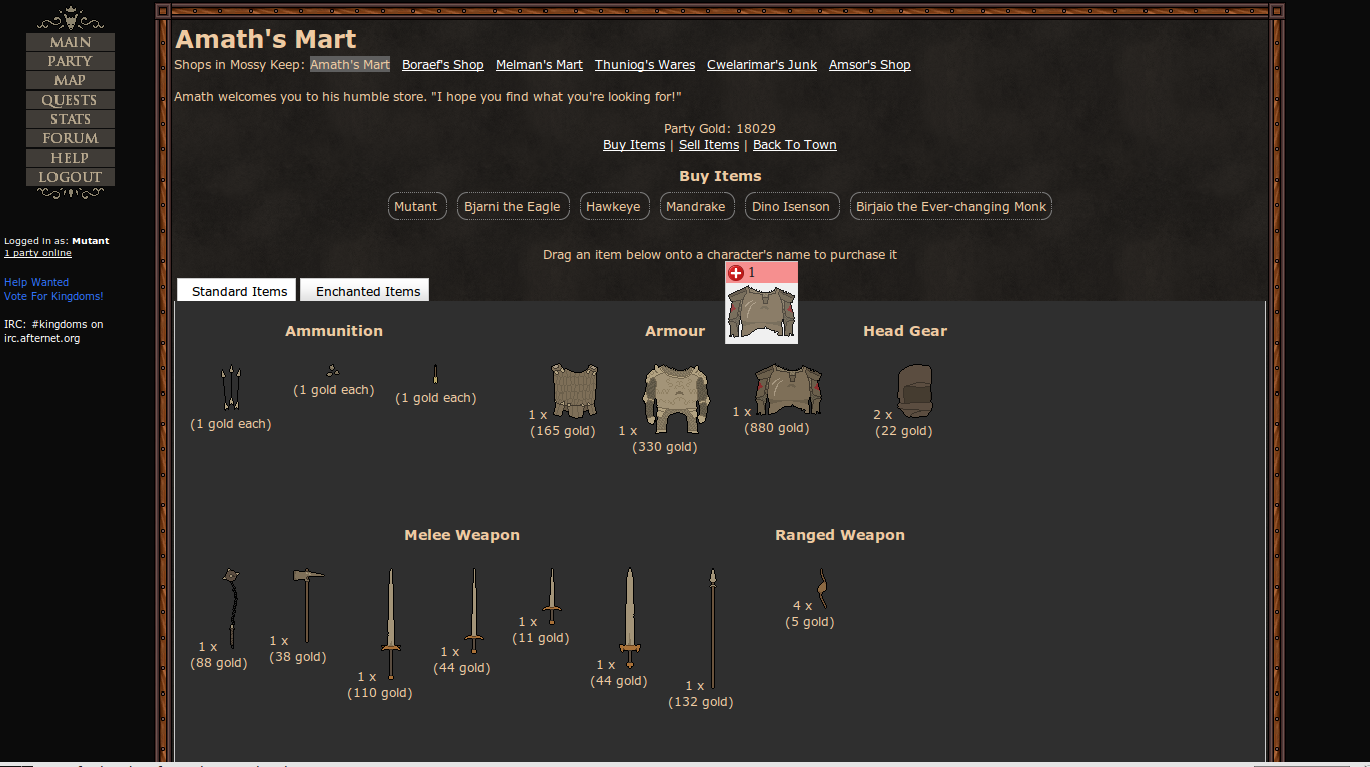 MAIN
PARTY
MAP
QUESTS
STATS
FORUM
HELP
LOGOUT
Logged in as: Mutant
1 party online
Help Wanted
Vote For Kingdoms!
IRC: #kingdoms on
irc.afternet.org
Amath's Mart
Shops in Mossy Keep: Amath's Mart Boraef's Shop Melman's Mart Thuniog's Wares Cwelarimar's Junk Amsor's Shop
Amath welcomes you to his humble store. "I hope you find what you're looking for!"
Party Gold: 18029
Buy Items | Sell Items | Back To Town
Buy Items
Mutant Bjarni the Eagle Hawkeye Mandrake Dino Isenson Birjaio the Ever-changing Monk
Drag an item below onto a character's name to purchase it
1
Standard Items Enchanted Items
Ammunition Armour Head Gear
(1 gold each) (1 gold each) (1 gold each)
1 x (165 gold)
1 x (330 gold)
1 x (880 gold)
2 x (22 gold)
Melee Weapon Ranged Weapon
1 x (88 gold)
1 x (38 gold)
1 x (110 gold)
1 x (44 gold)
1 x (11 gold)
1 x (44 gold)
1 x (132 gold)
4 x (5 gold)